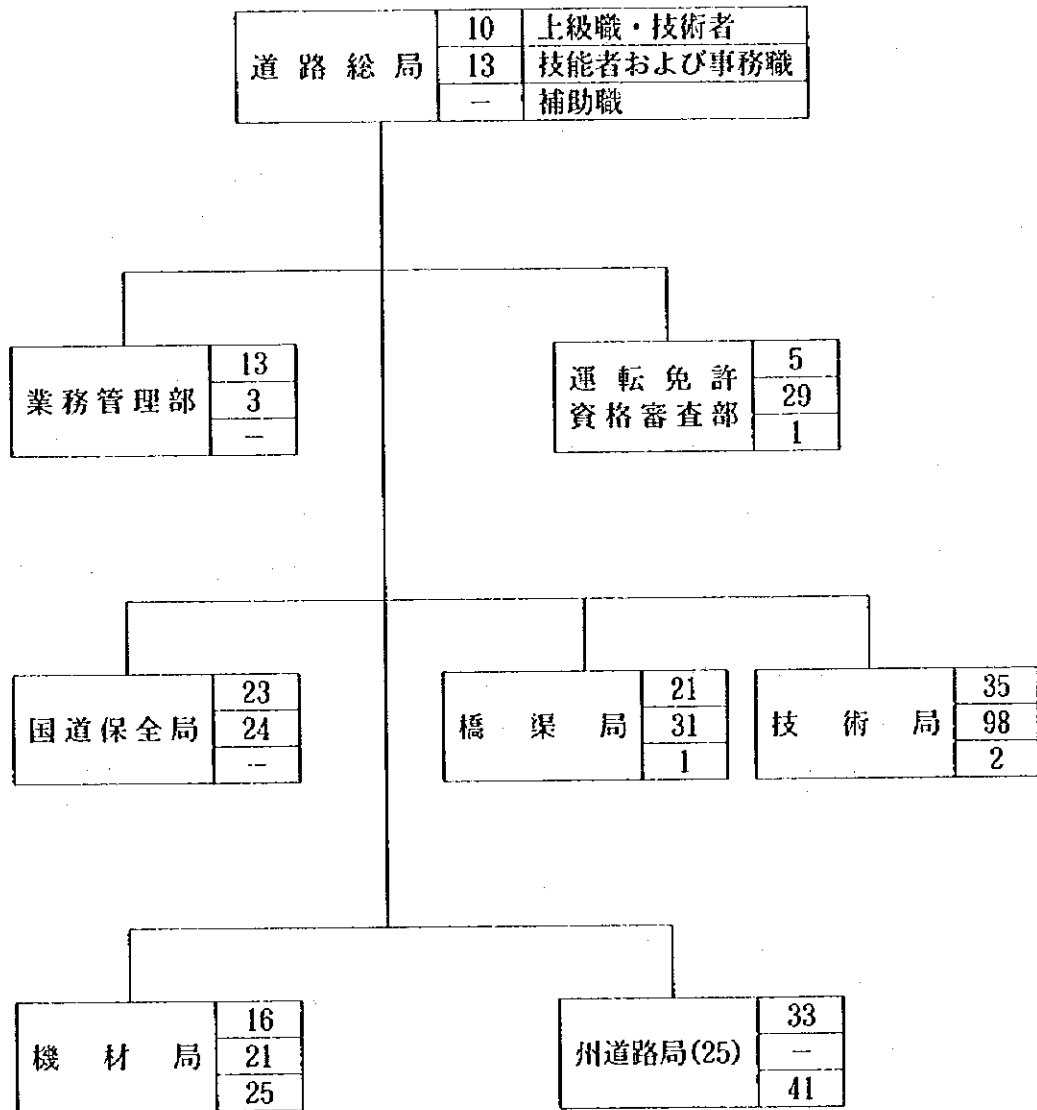 道路総局
10 上級職・技術者
13 技能者および事務職
－ 補助職
業務管理部
13
3
－
運転免許
資格審査部
5
29
1
国道保全局
23
24
－
橋渠局
21
31
1
技術局
35
98
2
機材局
16
21
25
州道路局(25)
33
－
41